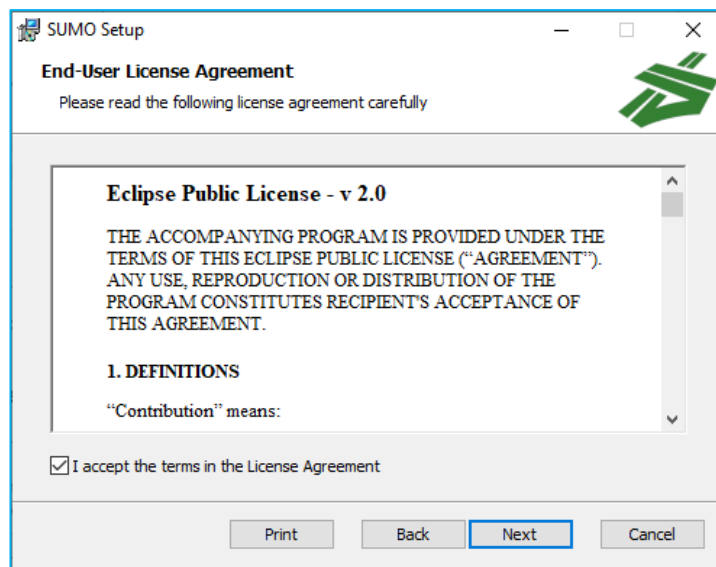 SUMO Setup
End-User License Agreement
Please read the following license agreement carefully
Eclipse Public License - v 2.0
THE ACCOMPANYING PROGRAM IS PROVIDED UNDER THE
TERMS OF THIS ECLIPSE PUBLIC LICENSE (“AGREEMENT”).
ANY USE, REPRODUCTION OR DISTRIBUTION OF THE
PROGRAM CONSTITUTES RECIPIENT'S ACCEPTANCE OF
THIS AGREEMENT.
1. DEFINITIONS
“Contribution” means:
I accept the terms in the License Agreement
Print Back Next Cancel